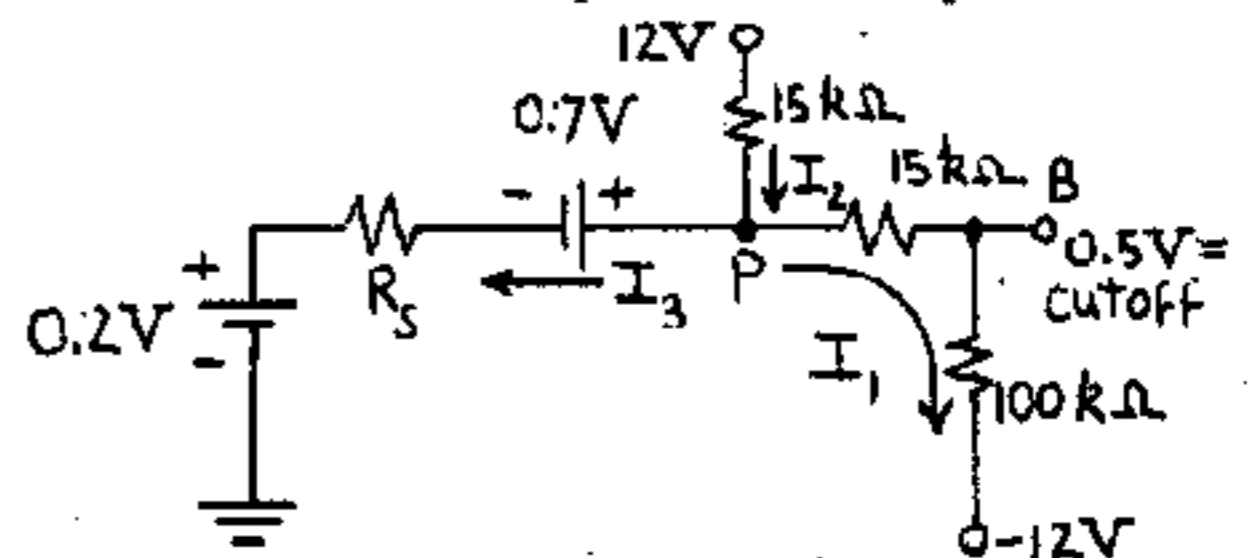 12V
0.7V
15kΩ
I2
15kΩ
B
- +
P
0.5V=
cutoff
+
0.2V
-
RS
I3
I1
100kΩ
-12V